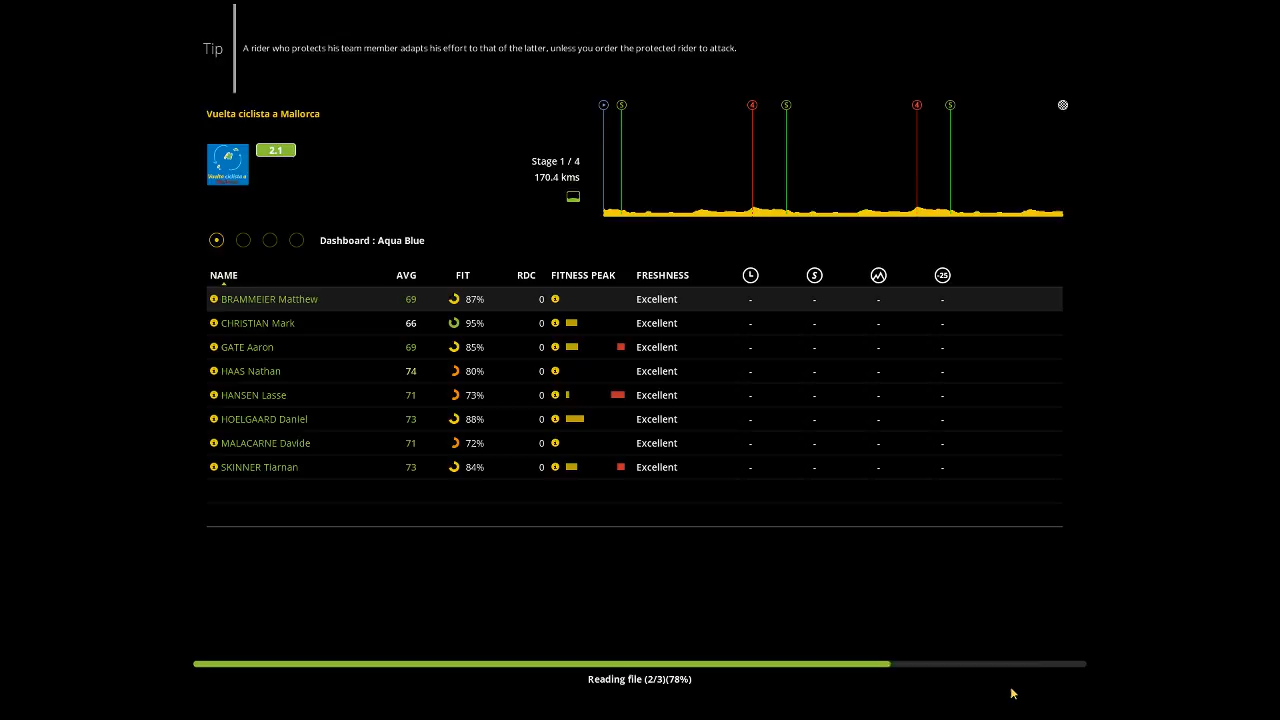 Tip
A rider who protects his team member adapts his effort to that of the latter, unless you order the protected rider to attack.
Vuelta ciclista a Mallorca
2.1
Vuelta ciclista a
Stage 1 / 4
170.4 kms
S 4 S 4 S
Dashboard : Aqua Blue
NAME AVG FIT RDC FITNESS PEAK FRESHNESS S -25
BRAMMEIER Matthew 69 87% 0 Excellent - - - -
CHRISTIAN Mark 66 95% 0 Excellent - - - -
GATE Aaron 69 85% 0 Excellent - - - -
HAAS Nathan 74 80% 0 Excellent - - - -
HANSEN Lasse 71 73% 0 Excellent - - - -
HOELGAARD Daniel 73 88% 0 Excellent - - - -
MALACARNE Davide 71 72% 0 Excellent - - - -
SKINNER Tiarnan 73 84% 0 Excellent - - - -
Reading file (2/3)(78%)